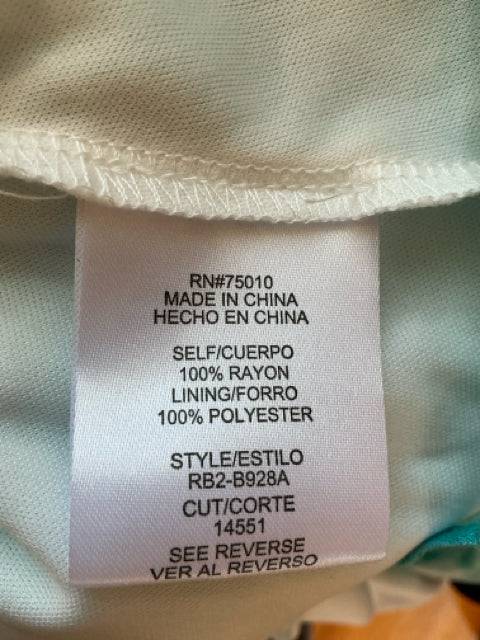 RN#75010
MADE IN CHINA
HECHO EN CHINA
SELF/CUERPO
100% RAYON
LINING/FORRO
100% POLYESTER
STYLE/ESTILO
RB2-B928A
CUT/CORTE
14551
SEE REVERSE
VER AL REVERSO